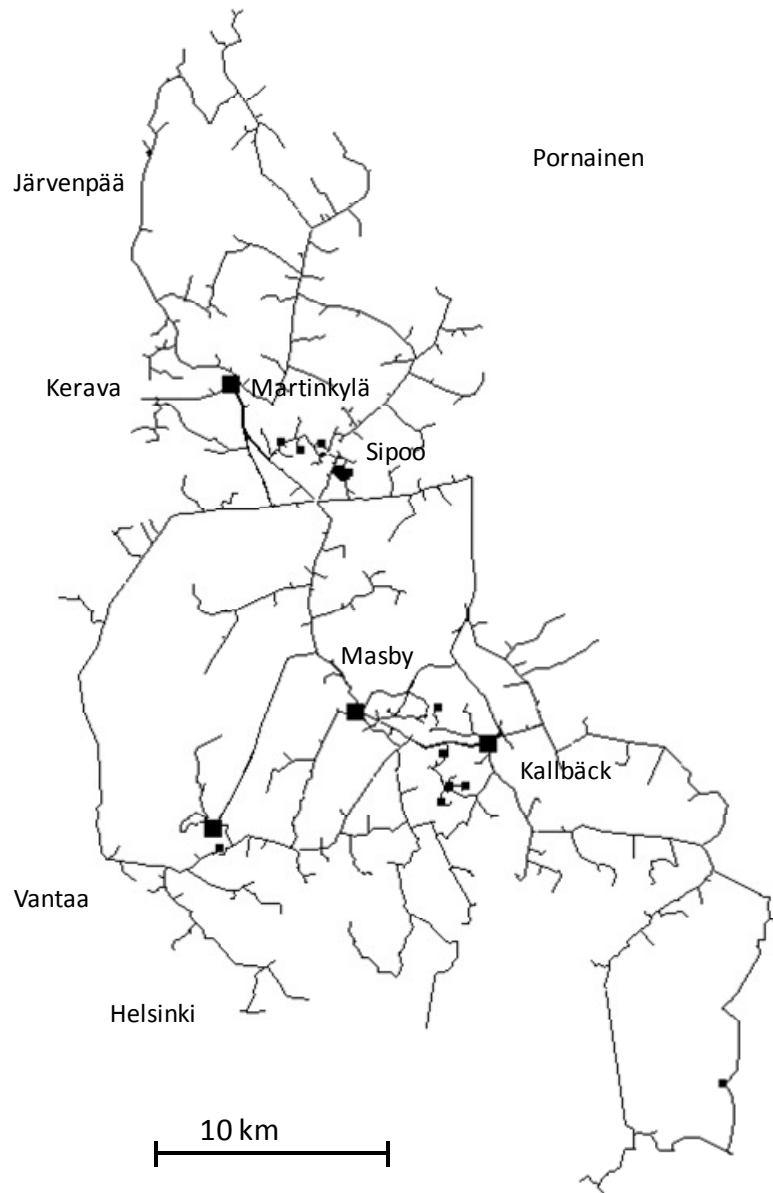 Pornainen
Järvenpää
Kerava
Martinkylä
Sipoo
Masby
Kallbäck
Vantaa
Helsinki
10 km